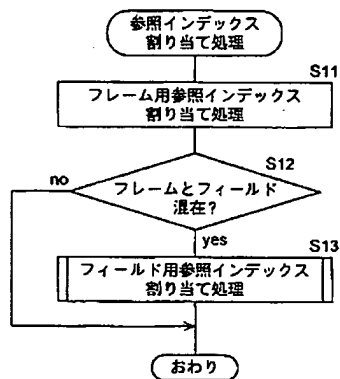 参照インデックス
割り当て処理
S11
フレーム用参照インデックス
割り当て処理
S12
no
フレームとフィールド
混在?
yes
S13
フィールド用参照インデックス
割り当て処理
おわり